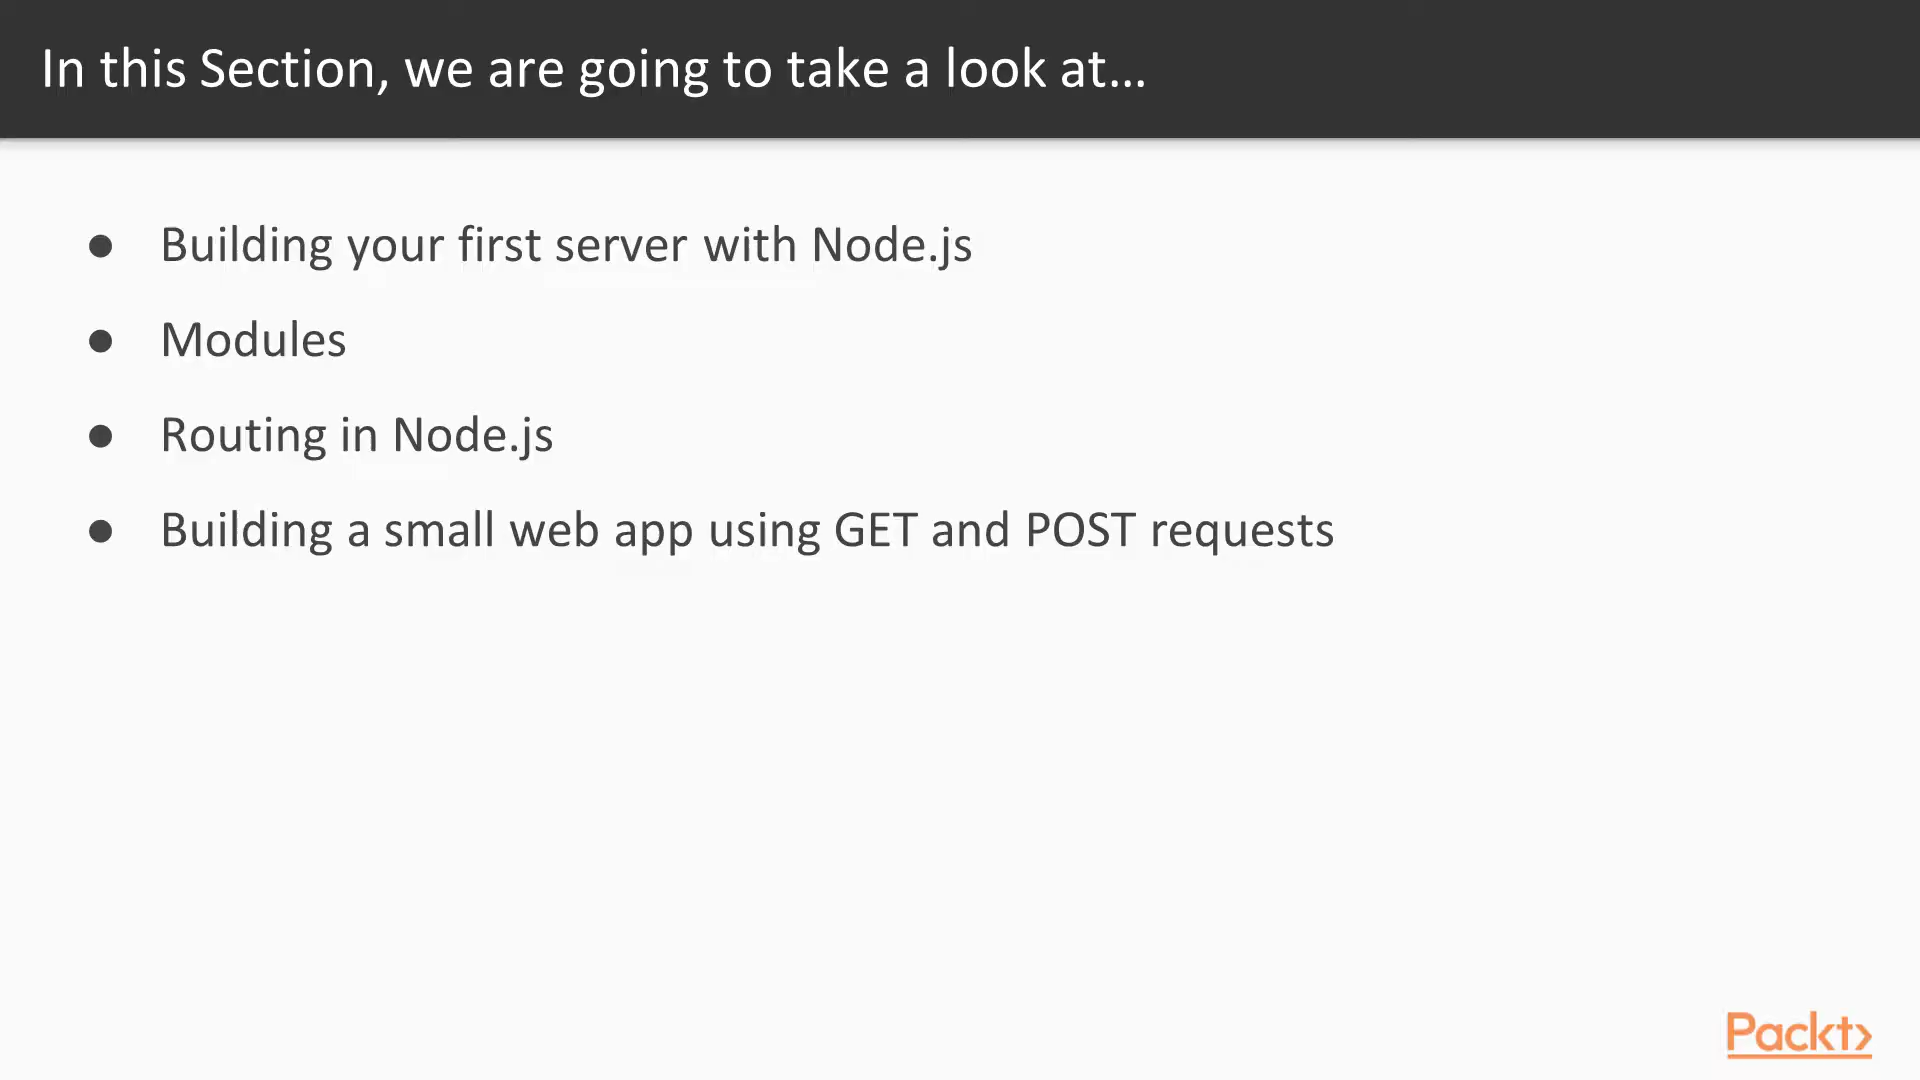 In this Section, we are going to take a look at...
● Building your first server with Node.js
● Modules
● Routing in Node.js
● Building a small web app using GET and POST requests
Packt>